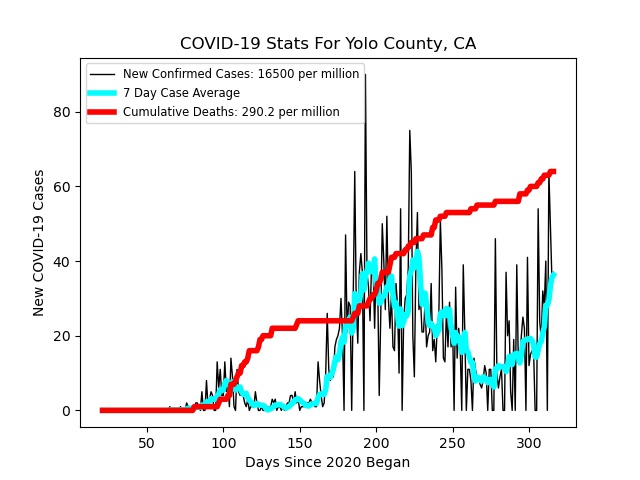 COVID-19 Stats For Yolo County, CA
New Confirmed Cases: 16500 per million
7 Day Case Average
Cumulative Deaths: 290.2 per million
New COVID-19 Cases
80
60
40
20
0
50 100 150 200 250 300
Days Since 2020 Began